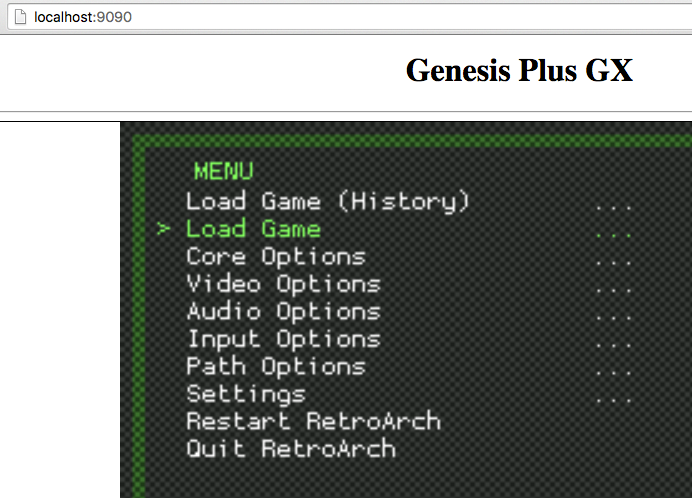 localhost:9090
Genesis Plus GX
MENU
Load Game (History) ...
> Load Game ...
Core Options ...
Video Options ...
Audio Options ...
Input Options ...
Path Options ...
Settings ...
Restart RetroArch
Quit RetroArch